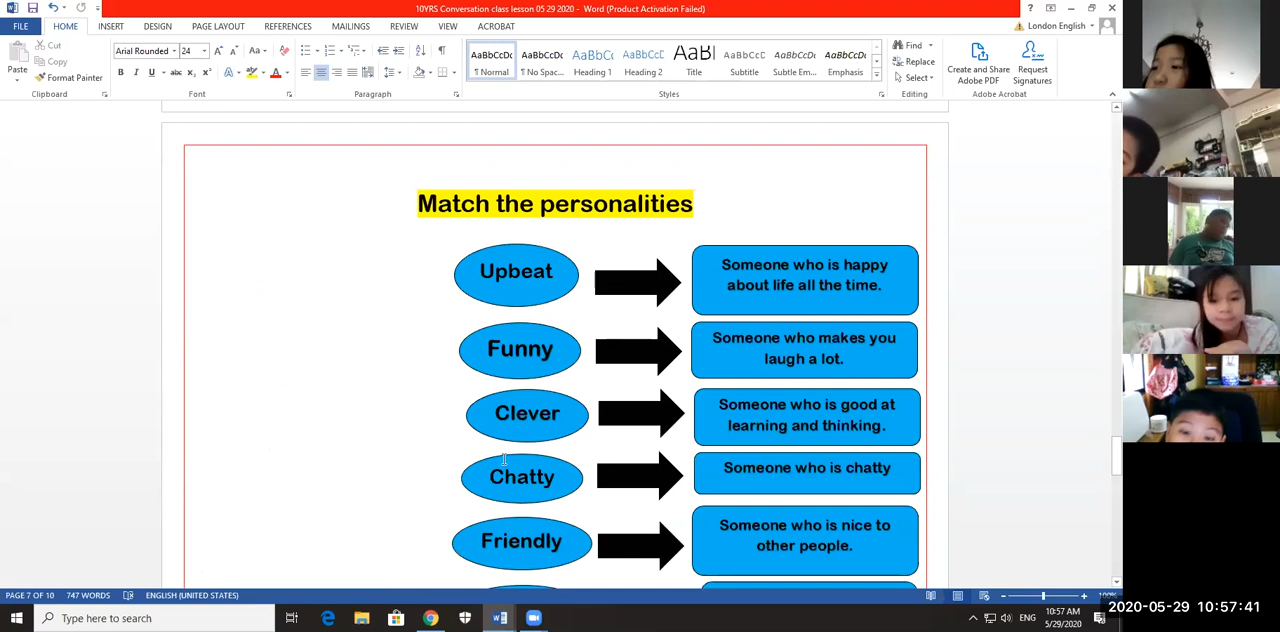 10YRS Conversation class lesson 05 29 2020 - Word (Product Activation Failed)
FILE HOME INSERT DESIGN PAGE LAYOUT REFERENCES MAILINGS REVIEW VIEW ACROBAT London English
Paste Cut Copy Format Painter
Arial Rounded 24
AaBbCcDc AaBbCcDc AaBbCc AaBbCcD AaBl AaBbCcDd AaBbCcDd AaBbCcDd
¶ Normal ¶ No Spac... Heading 1 Heading 2 Title Subtitle Subtle Em... Emphasis
Find Replace Select
Create and Share Adobe PDF Request Signatures
Clipboard Font Paragraph Styles Editing Adobe Acrobat
Match the personalities
Upbeat
Someone who is happy
about life all the time.
Funny
Someone who makes you
laugh a lot.
Clever
Someone who is good at
learning and thinking.
Chatty
Someone who is chatty
Friendly
Someone who is nice to
other people.
PAGE 7 OF 10 747 WORDS ENGLISH (UNITED STATES) 100%
Type here to search
ENG 10:57 AM
5/29/2020
2020-05-29 10:57:41